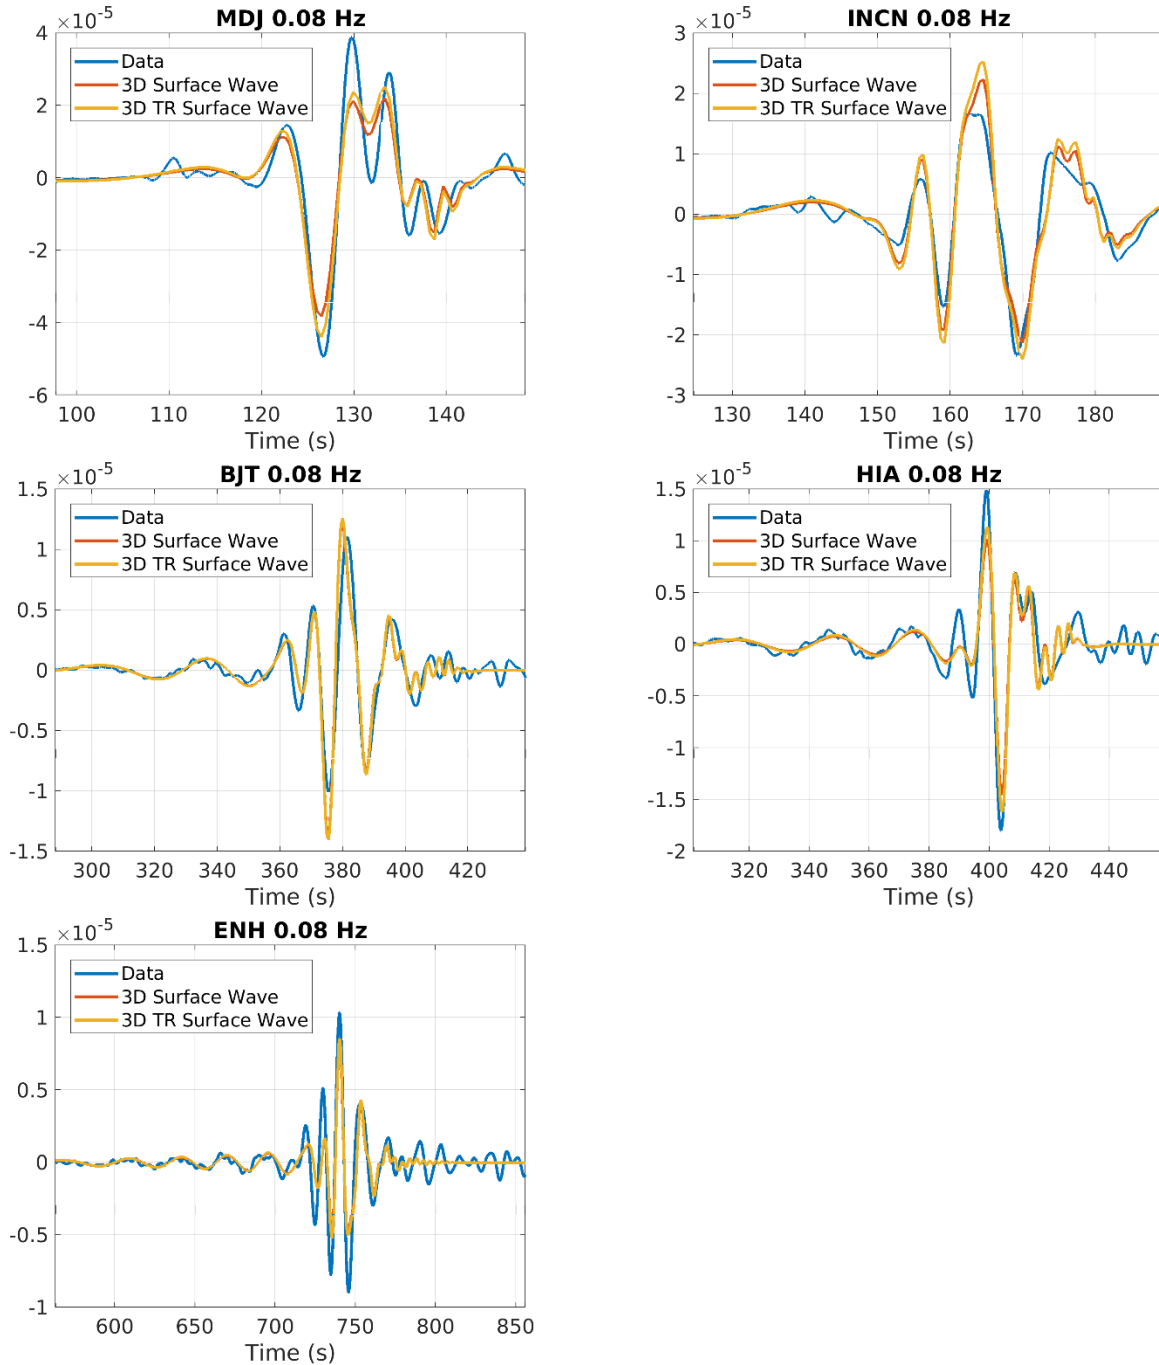 MDJ 0.08 Hz
×10-5
Data
3D Surface Wave
3D TR Surface Wave
4
2
0
-2
-4
-6
100 110 120 130 140
Time (s)
INCN 0.08 Hz
×10-5
Data
3D Surface Wave
3D TR Surface Wave
3
2
1
0
-1
-2
-3
130 140 150 160 170 180
Time (s)
BJT 0.08 Hz
×10-5
Data
3D Surface Wave
3D TR Surface Wave
1.5
1
0.5
0
-0.5
-1
-1.5
300 320 340 360 380 400 420
Time (s)
HIA 0.08 Hz
×10-5
Data
3D Surface Wave
3D TR Surface Wave
1.5
1
0.5
0
-0.5
-1
-1.5
-2
320 340 360 380 400 420 440
Time (s)
ENH 0.08 Hz
×10-5
Data
3D Surface Wave
3D TR Surface Wave
1.5
1
0.5
0
-0.5
-1
600 650 700 750 800 850
Time (s)